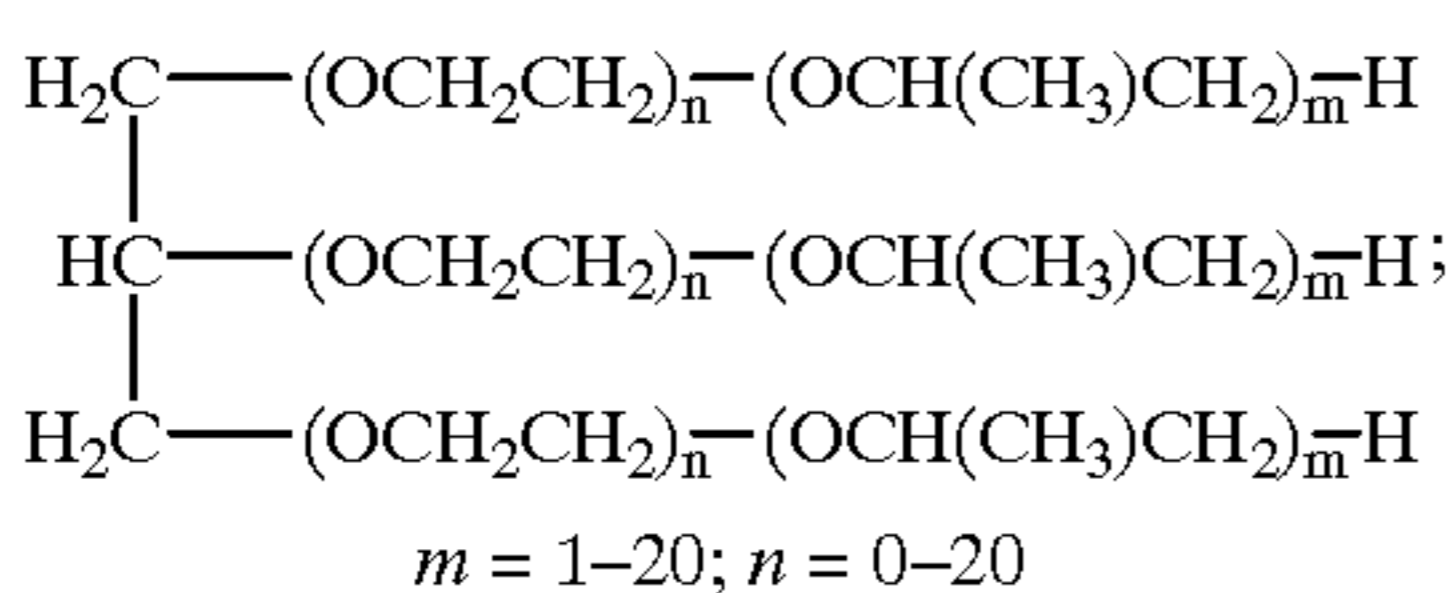 H₂C—(OCH₂CH₂)ₙ—(OCH(CH₃)CH₂)ₘ—H
HC—(OCH₂CH₂)ₙ—(OCH(CH₃)CH₂)ₘ—H;
H₂C—(OCH₂CH₂)ₙ—(OCH(CH₃)CH₂)ₘ—H
m = 1–20; n = 0–20